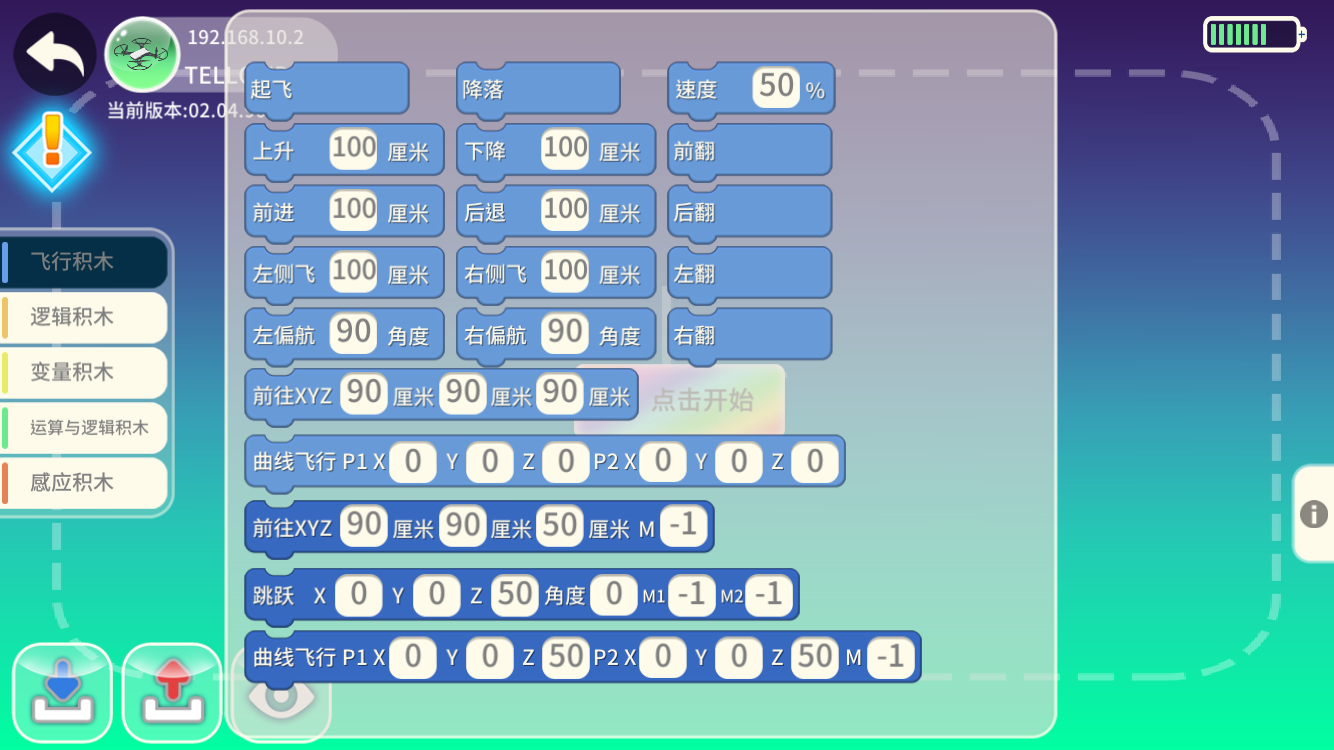 192.168.10.2
TELLO
当前版本:02.04.
起飞 降落 速度 50 %
上升 100 厘米 下降 100 厘米 前翻
前进 100 厘米 后退 100 厘米 后翻
左侧飞 100 厘米 右侧飞 100 厘米 左翻
左偏航 90 角度 右偏航 90 角度 右翻
前往XYZ 90 厘米 90 厘米 90 厘米
点击开始
曲线飞行 P1 X 0 Y 0 Z 0 P2 X 0 Y 0 Z 0
前往XYZ 90 厘米 90 厘米 50 厘米 M -1
跳跃 X 0 Y 0 Z 50 角度 0 M1 -1 M2 -1
曲线飞行 P1 X 0 Y 0 Z 50 P2 X 0 Y 0 Z 50 M -1
飞行积木
逻辑积木
变量积木
运算与逻辑积木
感应积木